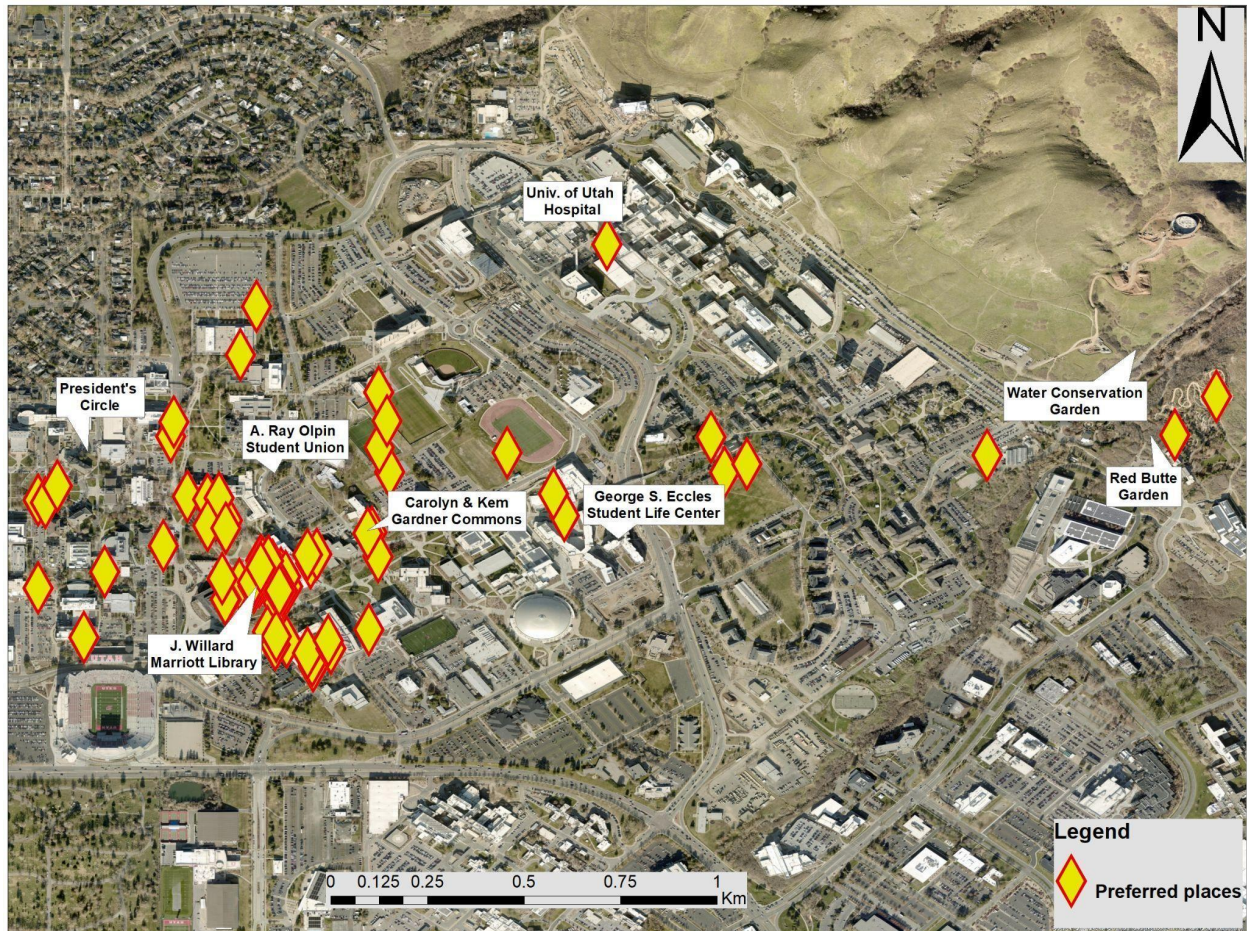 N
Univ. of Utah
Hospital
President's
Circle
A. Ray Olpin
Student Union
Water Conservation
Garden
Carolyn & Kem
Gardner Commons
George S. Eccles
Student Life Center
Red Butte
Garden
J. Willard
Marriott Library
Legend
Preferred places
0 0.125 0.25 0.5 0.75 1
Km